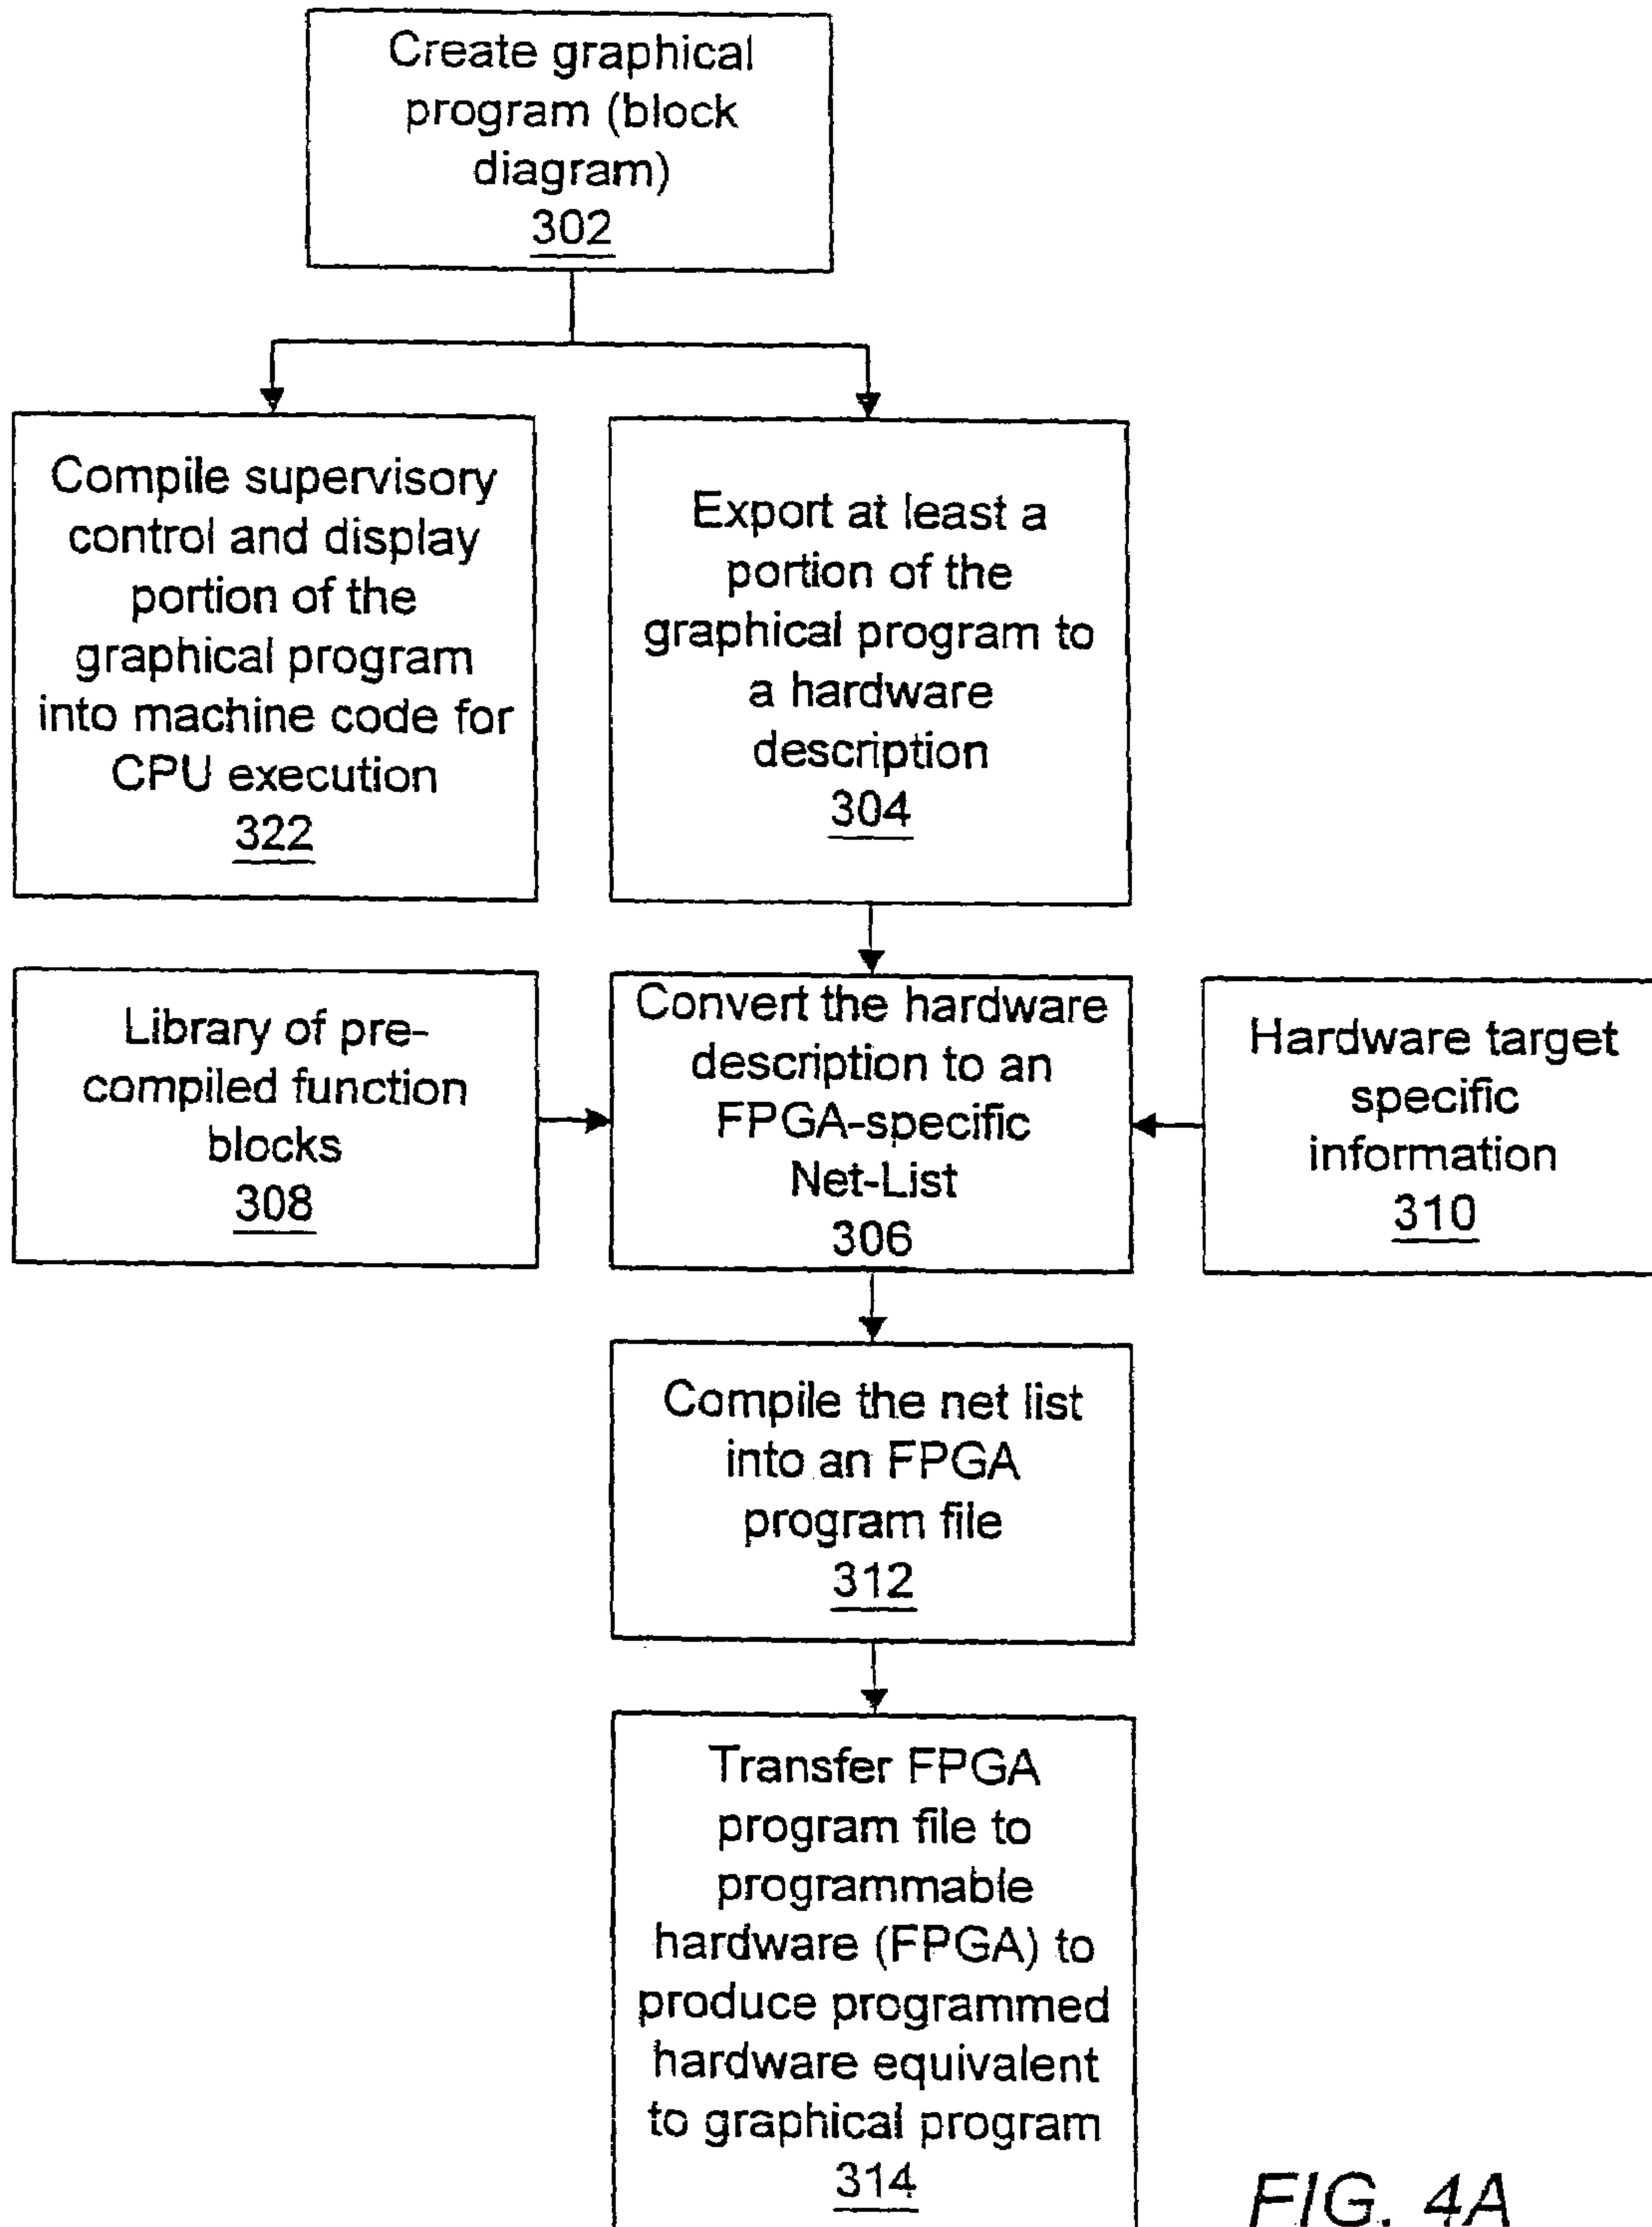 Create graphical
program (block
diagram)
302
Compile supervisory
control and display
portion of the
graphical program
into machine code for
CPU execution
322
Export at least a
portion of the
graphical program to
a hardware
description
304
Library of pre-
compiled function
blocks
308
Convert the hardware
description to an
FPGA-specific
Net-List
306
Hardware target
specific
information
310
Compile the net list
into an FPGA
program file
312
Transfer FPGA
program file to
programmable
hardware (FPGA) to
produce programmed
hardware equivalent
to graphical program
314
FIG. 4A